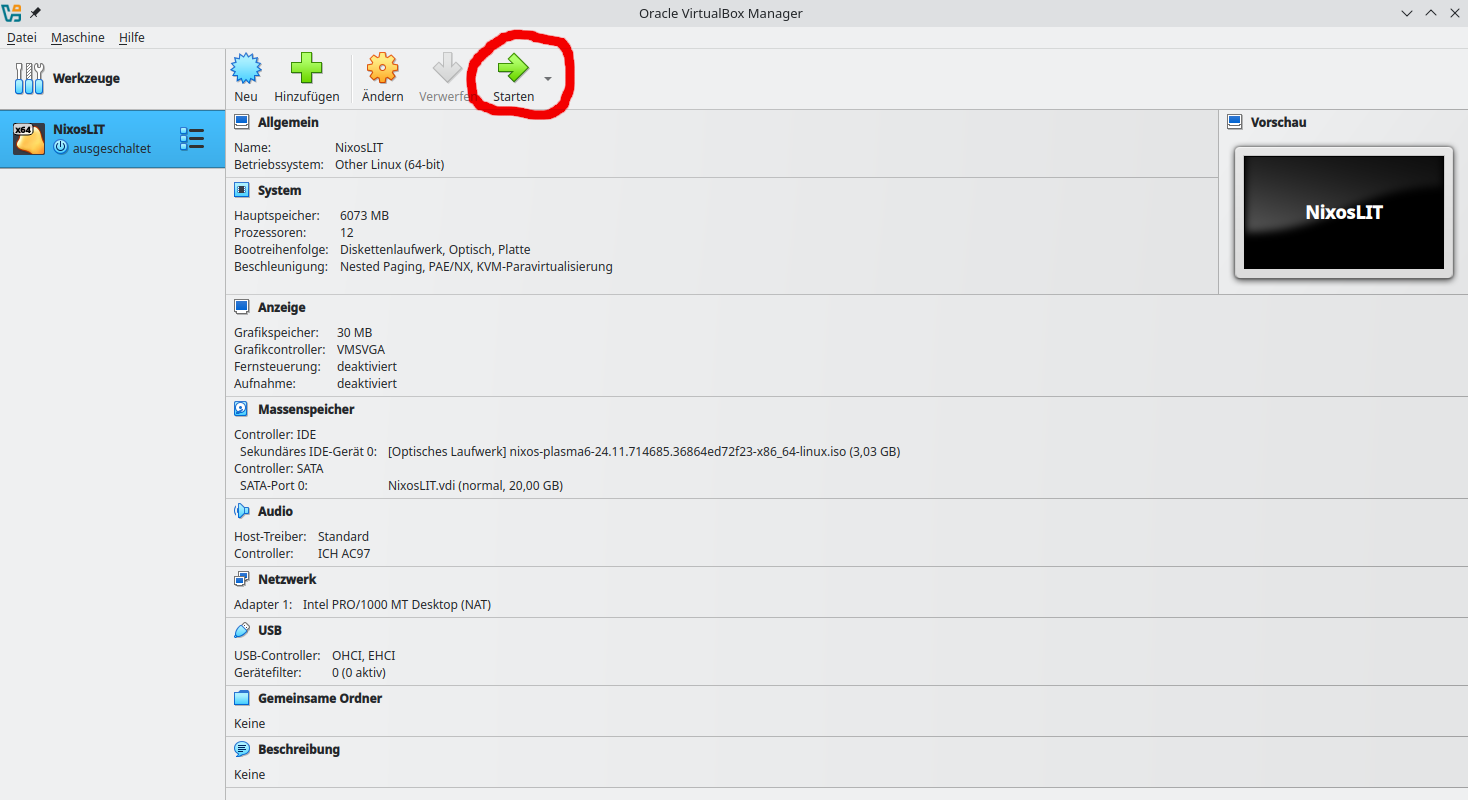 Oracle VirtualBox Manager
Datei Maschine Hilfe
Werkzeuge
Neu Hinzufügen Ändern Verwerfen Starten
x64
NixosLIT
ausgeschaltet
Allgemein
Name: NixosLIT
Betriebssystem: Other Linux (64-bit)
System
Hauptspeicher: 6073 MB
Prozessoren: 12
Bootreihenfolge: Diskettenlaufwerk, Optisch, Platte
Beschleunigung: Nested Paging, PAE/NX, KVM-Paravirtualisierung
Vorschau
NixosLIT
Anzeige
Grafikspeicher: 30 MB
Grafikcontroller: VMSVGA
Fernsteuerung: deaktiviert
Aufnahme: deaktiviert
Massenspeicher
Controller: IDE
Sekundäres IDE-Gerät 0: [Optisches Laufwerk] nixos-plasma6-24.11.714685.36864ed72f23-x86_64-linux.iso (3,03 GB)
Controller: SATA
SATA-Port 0: NixosLIT.vdi (normal, 20,00 GB)
Audio
Host-Treiber: Standard
Controller: ICH AC97
Netzwerk
Adapter 1: Intel PRO/1000 MT Desktop (NAT)
USB
USB-Controller: OHCI, EHCI
Gerätefilter: 0 (0 aktiv)
Gemeinsame Ordner
Keine
Beschreibung
Keine